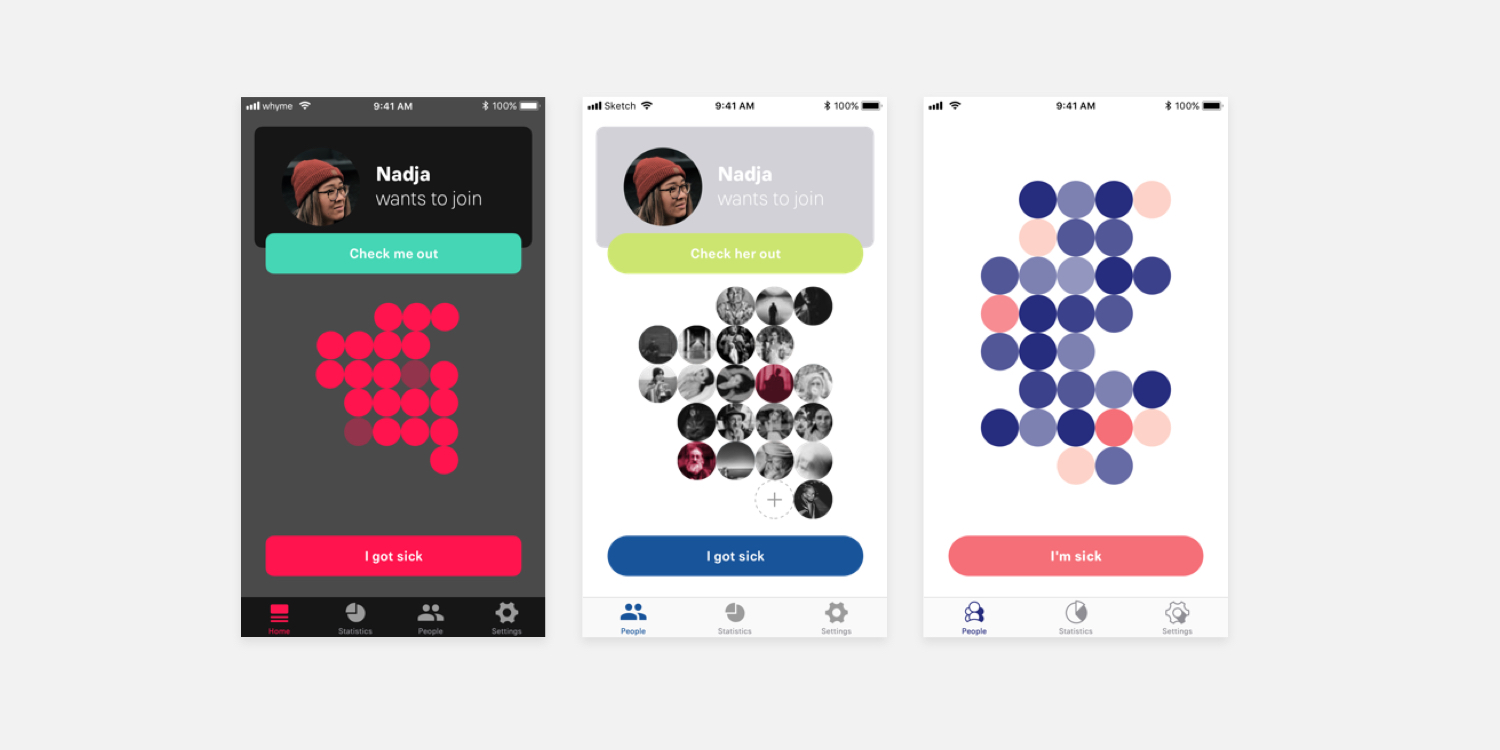 whyme 9:41 AM 100%
Nadja
wants to join
Check me out
I got sick
Home Statistics People Settings
Sketch 9:41 AM 100%
Nadja
wants to join
Check her out
I got sick
People Statistics Settings
9:41 AM 100%
I'm sick
People Statistics Settings